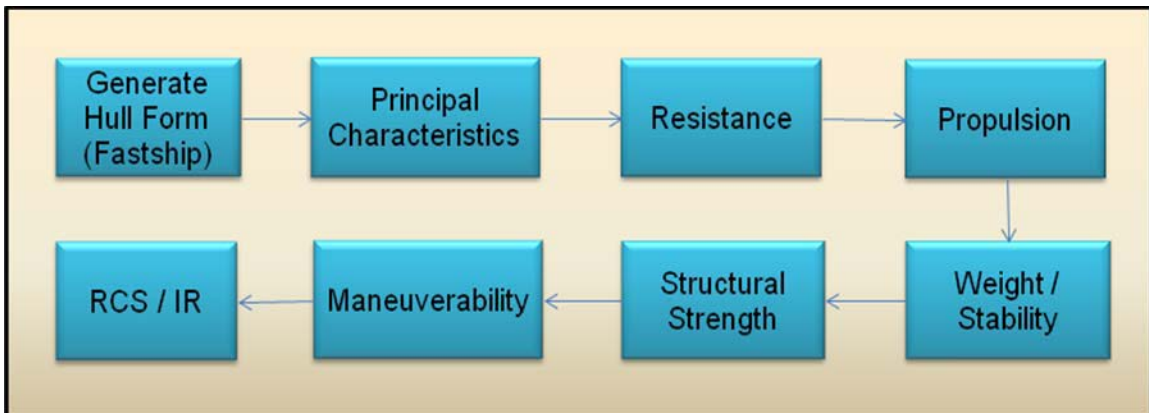 Generate
Hull Form
(Fastship)
Principal
Characteristics
Resistance
Propulsion
Weight /
Stability
Structural
Strength
Maneuverability
RCS / IR